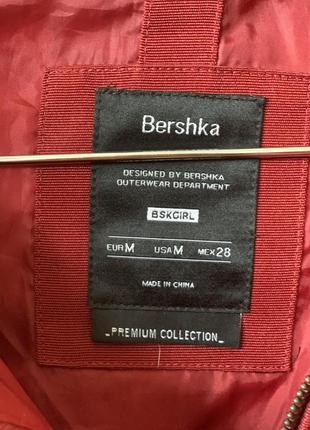 Bershka
DESIGNED BY BERSHKA
OUTERWEAR DEPARTMENT
BSKGIRL
EUR M USA M MEX 28
MADE IN CHINA
_PREMIUM COLLECTION_